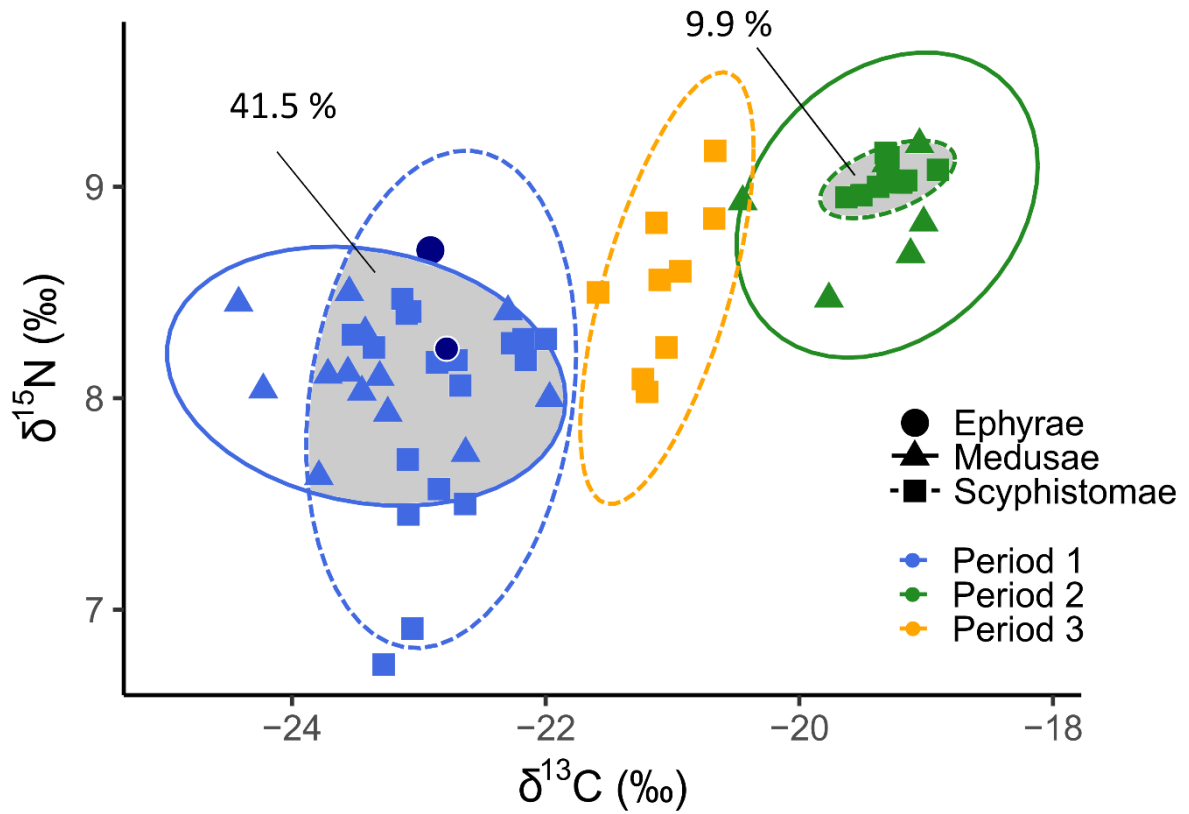 9.9 %
41.5 %
9
8
7
δ15N (‰)
Ephyrae
Medusae
Scyphistomae
Period 1
Period 2
Period 3
−24
−22
−20
−18
δ13C (‰)